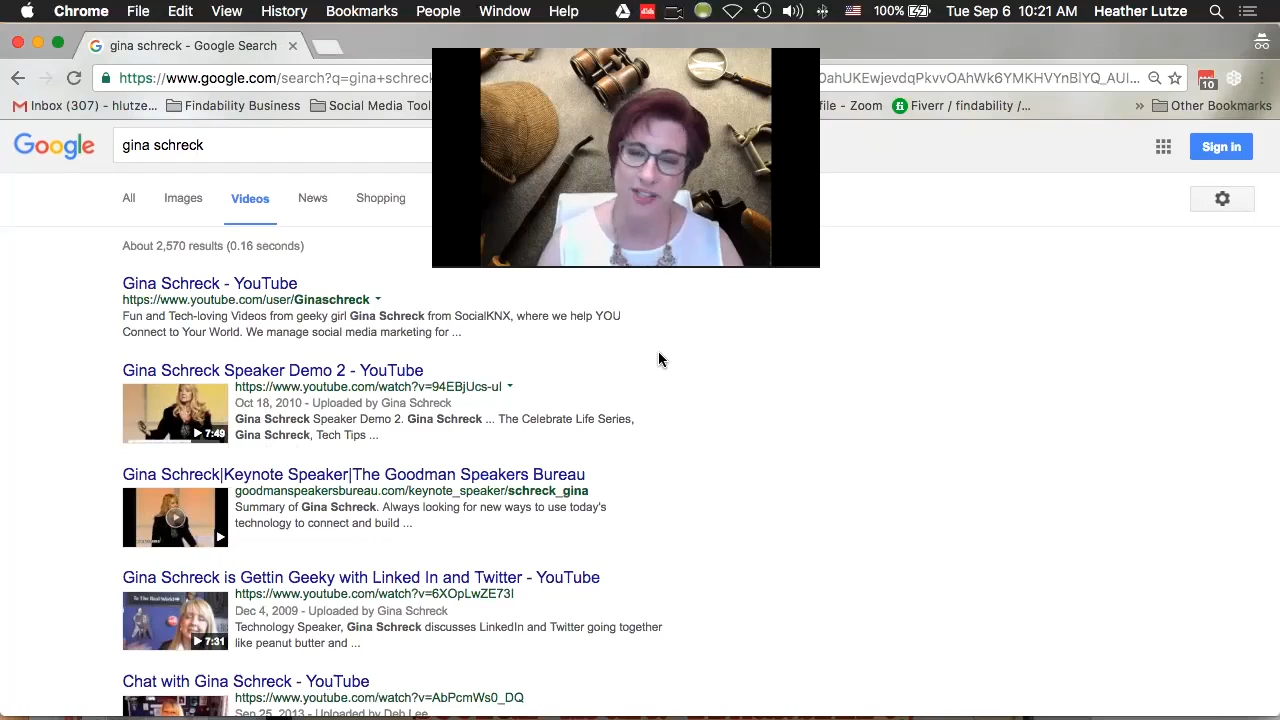 Chrome File Edit View History Bookmarks People Window Help 100% Tue Sep 6 10:21 AM Heather Lutze
gina schreck - Google Search
https://www.google.com/search?q=gina+schreck
Inbox (307) - hlutze... Findability Business Social Media Tool file - Zoom Fiverr / findability /... » Other Bookmarks
10
Google gina schreck Sign in
All Images Videos News Shopping
About 2,570 results (0.16 seconds)
Gina Schreck - YouTube
https://www.youtube.com/user/Ginaschreck
Fun and Tech-loving Videos from geeky girl Gina Schreck from SocialKNX, where we help YOU
Connect to Your World. We manage social media marketing for ...
Gina Schreck Speaker Demo 2 - YouTube
https://www.youtube.com/watch?v=94EBjUcs-uI
Oct 18, 2010 - Uploaded by Gina Schreck
Gina Schreck Speaker Demo 2. Gina Schreck ... The Celebrate Life Series,
7:49
Gina Schreck, Tech Tips ...
Gina Schreck|Keynote Speaker|The Goodman Speakers Bureau
goodmanspeakersbureau.com/keynote_speaker/schreck_gina
Summary of Gina Schreck. Always looking for new ways to use today's
technology to connect and build ...
Gina Schreck is Gettin Geeky with Linked In and Twitter - YouTube
https://www.youtube.com/watch?v=6XOpLwZE73I
Dec 4, 2009 - Uploaded by Gina Schreck
Technology Speaker, Gina Schreck discusses LinkedIn and Twitter going together
7:31
like peanut butter and ...
Chat with Gina Schreck - YouTube
https://www.youtube.com/watch?v=AbPcmWs0_DQ
Sep 25, 2013 - Uploaded by Deb Lee